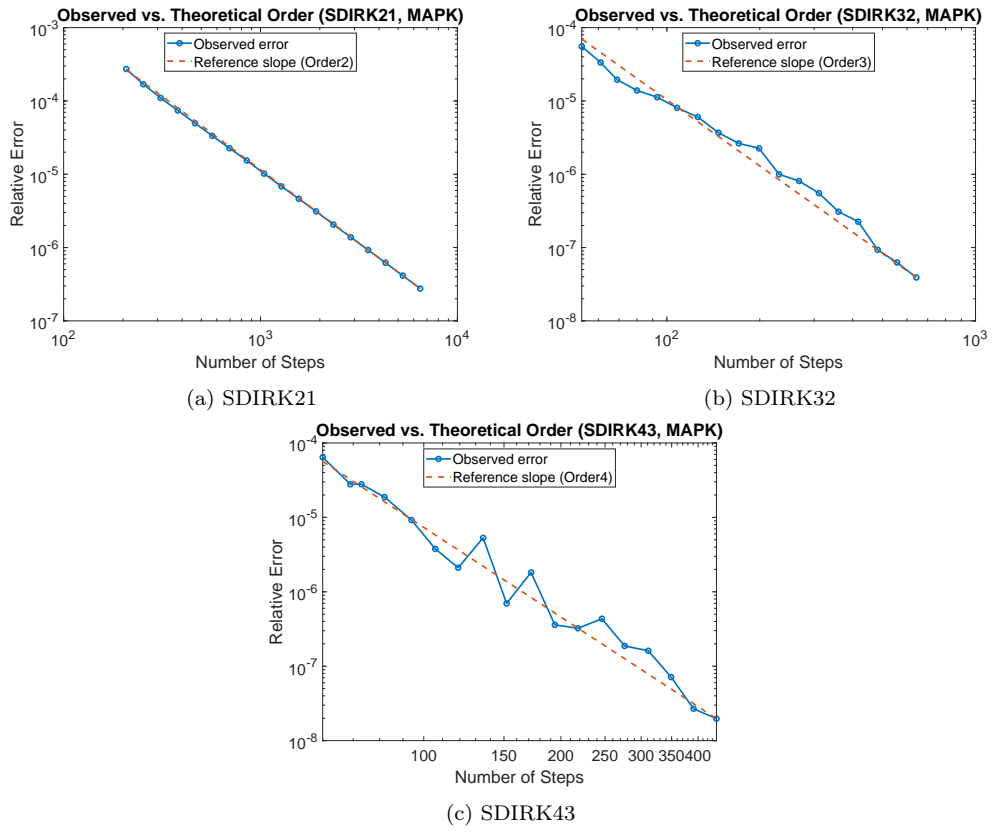 Observed vs. Theoretical Order (SDIRK21, MAPK)
10^-3
10^-4
10^-5
10^-6
10^-7
Relative Error
Observed error
Reference slope (Order2)
10^2
10^3
10^4
Number of Steps
(a) SDIRK21
Observed vs. Theoretical Order (SDIRK32, MAPK)
10^-4
10^-5
10^-6
10^-7
10^-8
Relative Error
Observed error
Reference slope (Order3)
10^2
10^3
Number of Steps
(b) SDIRK32
Observed vs. Theoretical Order (SDIRK43, MAPK)
10^-4
10^-5
10^-6
10^-7
10^-8
Relative Error
Observed error
Reference slope (Order4)
100 150 200 250 300 350 400
Number of Steps
(c) SDIRK43